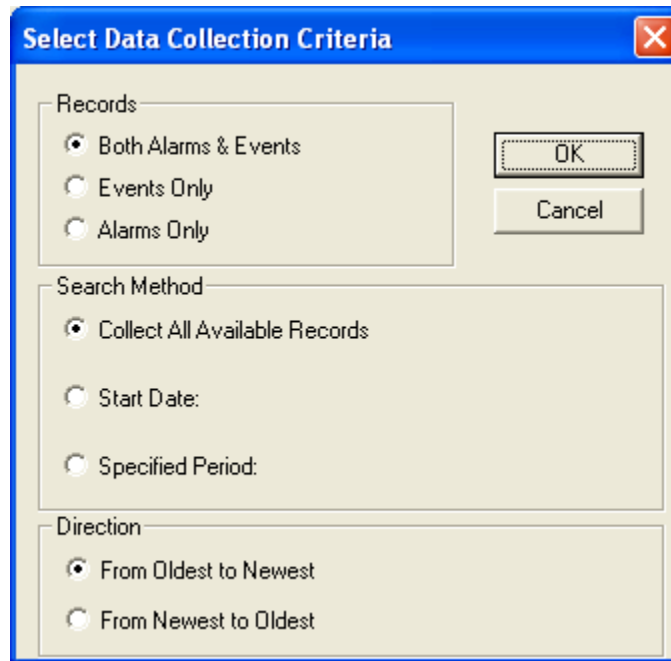 Select Data Collection Criteria
Records
Both Alarms & Events
Events Only
Alarms Only
OK
Cancel
Search Method
Collect All Available Records
Start Date:
Specified Period:
Direction
From Oldest to Newest
From Newest to Oldest